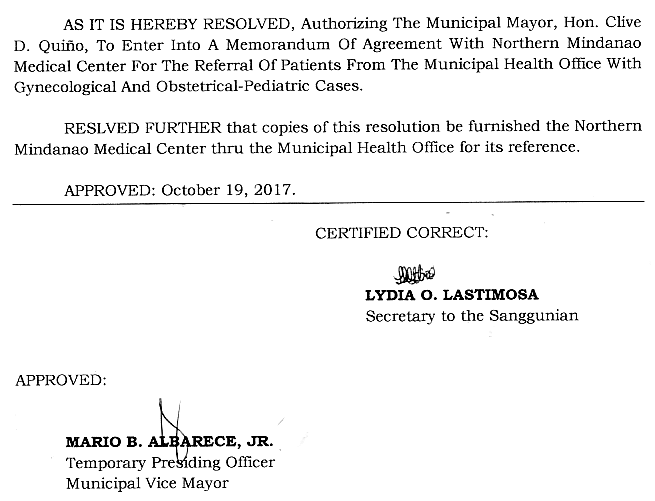 AS IT IS HEREBY RESOLVED, Authorizing The Municipal Mayor, Hon. Clive
D. Quiño, To Enter Into A Memorandum Of Agreement With Northern Mindanao
Medical Center For The Referral Of Patients From The Municipal Health Office With
Gynecological And Obstetrical-Pediatric Cases.
RESLVED FURTHER that copies of this resolution be furnished the Northern
Mindanao Medical Center thru the Municipal Health Office for its reference.
APPROVED: October 19, 2017.
CERTIFIED CORRECT:
LYDIA O. LASTIMOSA
Secretary to the Sanggunian
APPROVED:
MARIO B. ALBARECE, JR.
Temporary Presiding Officer
Municipal Vice Mayor